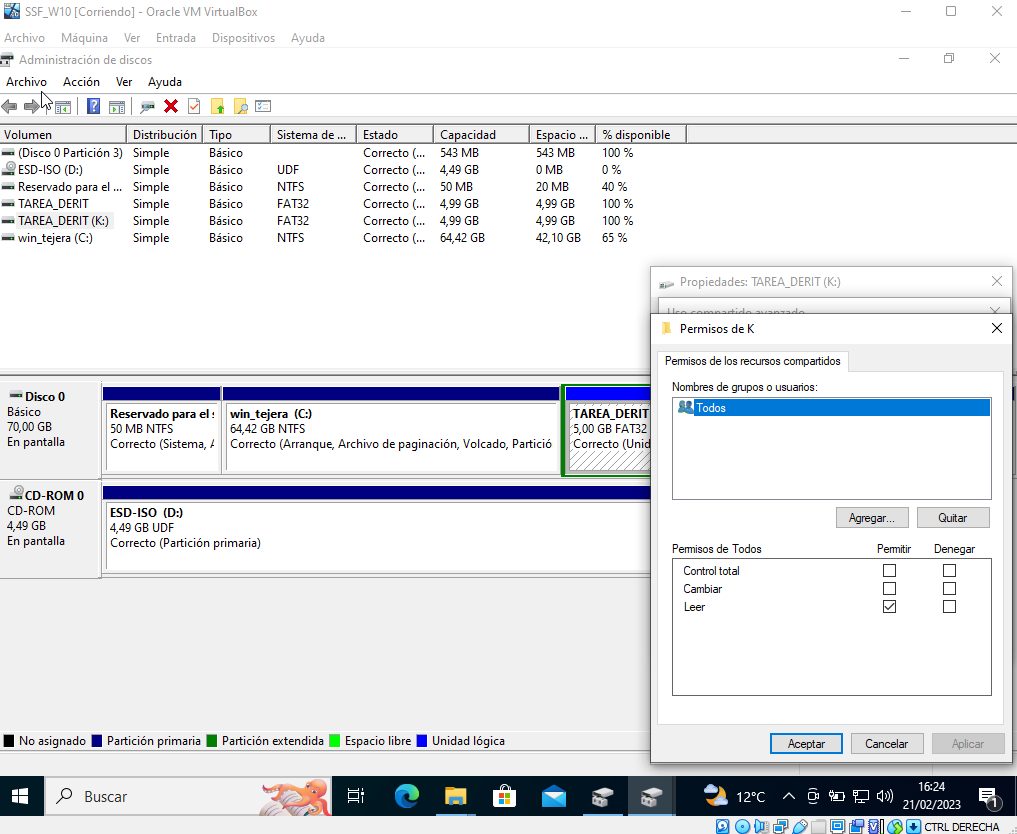 SSF_W10 [Corriendo] - Oracle VM VirtualBox
Archivo Máquina Ver Entrada Dispositivos Ayuda
Administración de discos
Archivo Acción Ver Ayuda
Volumen Distribución Tipo Sistema de ... Estado Capacidad Espacio ... % disponible
(Disco 0 Partición 3) Simple Básico Correcto (... 543 MB 543 MB 100 %
ESD-ISO (D:) Simple Básico UDF Correcto (... 4,49 GB 0 MB 0 %
Reservado para el ... Simple Básico NTFS Correcto (... 50 MB 20 MB 40 %
TAREA_DERIT Simple Básico FAT32 Correcto (... 4,99 GB 4,99 GB 100 %
TAREA_DERIT (K:) Simple Básico FAT32 Correcto (... 4,99 GB 4,99 GB 100 %
win_tejera (C:) Simple Básico NTFS Correcto (... 64,42 GB 42,10 GB 65 %
Propiedades: TAREA_DERIT (K:)
Uso compartido avanzado
Permisos de K
Permisos de los recursos compartidos
Nombres de grupos o usuarios:
Todos
Agregar... Quitar
Permisos de Todos Permitir Denegar
Control total
Cambiar
Leer
Aceptar Cancelar Aplicar
Disco 0
Básico
70,00 GB
En pantalla
Reservado para el s
50 MB NTFS
Correcto (Sistema, A
win_tejera (C:)
64,42 GB NTFS
Correcto (Arranque, Archivo de paginación, Volcado, Partició
TAREA_DERIT
5,00 GB FAT32
Correcto (Unid
CD-ROM 0
CD-ROM
4,49 GB
En pantalla
ESD-ISO (D:)
4,49 GB UDF
Correcto (Partición primaria)
No asignado Partición primaria Partición extendida Espacio libre Unidad lógica
Buscar
12°C
16:24
21/02/2023
1
CTRL DERECHA